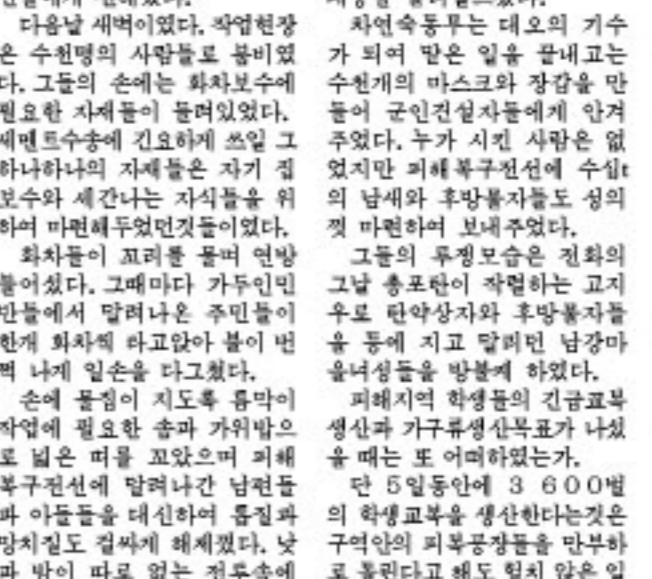 다음날 새벽이였다. 작업현장
은 수천명의 사람들로 붐비였
다. 그들의 손에는 화차보수에
필요한 자재들이 들려있었다.
세멘트수송에 긴요하게 쓰일 그
하나하나의 자재들은 자기 집
보수와 세간나는 자식들을 위
하여 마련해두었던것들이였다.
화차들이 꼬리를 물며 연방
들어섰다. 그때마다 가두인민
반들에서 달려나온 주민들이
한개 화차씩 타고앉아 불이 번
쩍 나게 일손을 다그쳤다.
손에 물집이 지도록 틈막이
작업에 필요한 솜과 가위밥으
로 넓은 띠를 꼬았으며 피해
복구전선에 달려나간 남편들
과 아들들을 대신하여 톱질과
망치질도 걸싸게 해제꼈다. 낮
과 밤이 따로 없는 전투속에
차연숙동무는 대오의 기수
가 되여 맡은 일을 끝내고는
수천개의 마스크와 장갑을 만
들어 군인건설자들에게 안겨
주었다. 누가 시킨 사람은 없
었지만 피해복구전선에 수십t
의 남새와 후방물자들도 성의
껏 마련하여 보내주었다.
그들의 투쟁모습은 전화의
그날 총포탄이 작렬하는 고지
우로 탄약상자와 후방물자들
을 등에 지고 달리던 남강마
을녀성들을 방불케 하였다.
피해지역 학생들의 긴급교복
생산과 가구류생산목표가 나섰
을 때는 또 어떠하였는가.
단 5일동안에 3 600벌
의 학생교복을 생산한다는것은
구역안의 피복공장들을 만부하
로 돌린다고 해도 헐치 않은 일